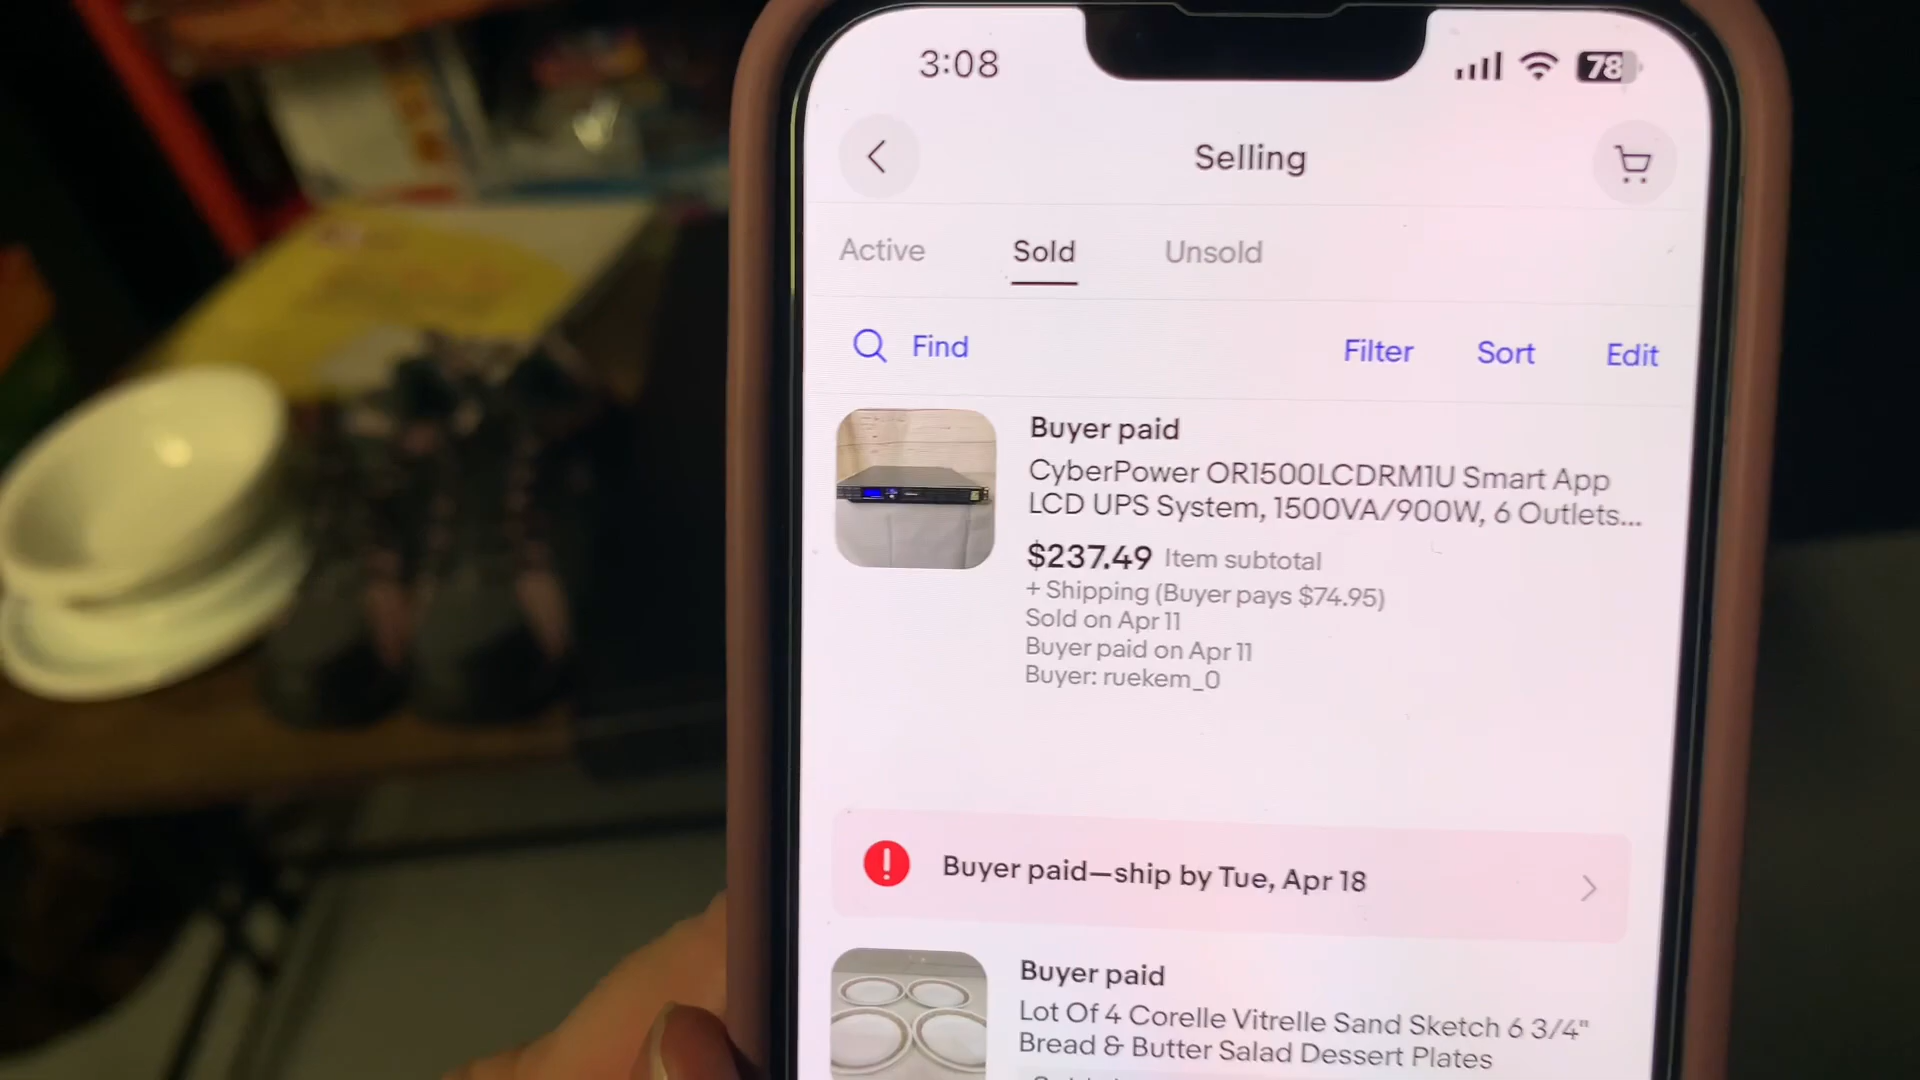 3:08
78
Selling
Active
Sold
Unsold
Find
Filter
Sort
Edit
Buyer paid
CyberPower OR1500LCDRM1U Smart App
LCD UPS System, 1500VA/900W, 6 Outlets...
$237.49 Item subtotal
+ Shipping (Buyer pays $74.95)
Sold on Apr 11
Buyer paid on Apr 11
Buyer: ruekem_0
Buyer paid—ship by Tue, Apr 18
Buyer paid
Lot Of 4 Corelle Vitrelle Sand Sketch 6 3/4"
Bread & Butter Salad Dessert Plates